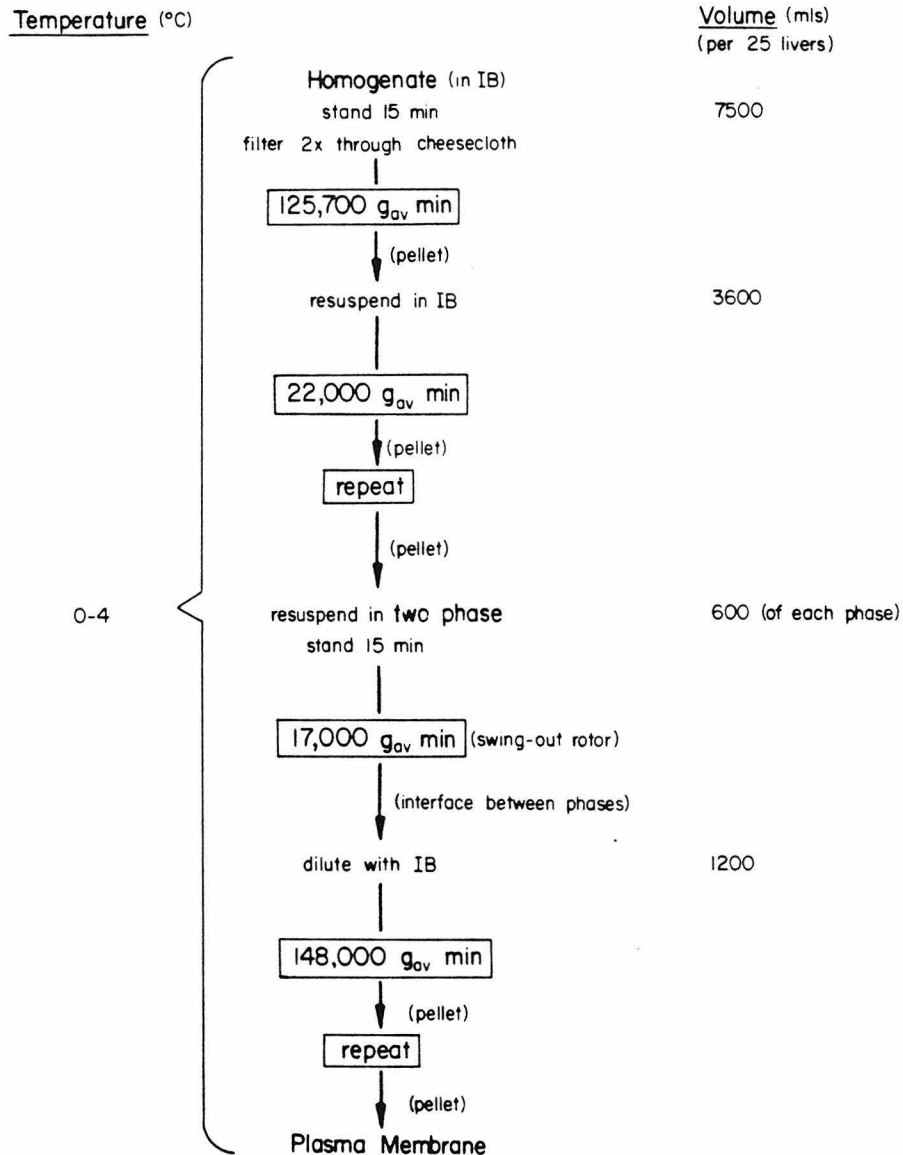 Temperature (°C)
Volume (mls)
(per 25 livers)
Homogenate (in IB)
stand 15 min
7500
filter 2x through cheesecloth
125,700 gav min
(pellet)
resuspend in IB
3600
22,000 gav min
(pellet)
repeat
(pellet)
0-4
resuspend in two phase
600 (of each phase)
stand 15 min
17,000 gav min (swing-out rotor)
(interface between phases)
dilute with IB
1200
148,000 gav min
(pellet)
repeat
(pellet)
Plasma Membrane